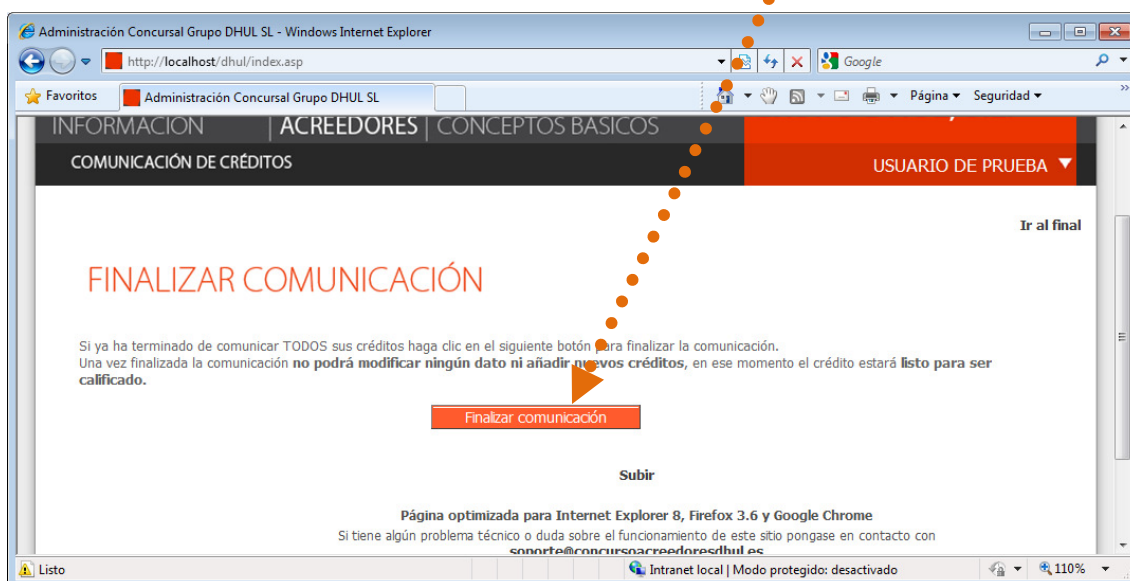 Administración Concursal Grupo DHUL SL - Windows Internet Explorer
http://localhost/dhul/index.asp
Google
Favoritos
Administración Concursal Grupo DHUL SL
Página
Seguridad
»
INFORMACIÓN | ACREEDORES | CONCEPTOS BÁSICOS
COMUNICACIÓN DE CRÉDITOS
USUARIO DE PRUEBA
Ir al final
FINALIZAR COMUNICACIÓN
Si ya ha terminado de comunicar TODOS sus créditos haga clic en el siguiente botón para finalizar la comunicación.
Una vez finalizada la comunicación no podrá modificar ningún dato ni añadir nuevos créditos, en ese momento el crédito estará listo para ser
calificado.
Finalizar comunicación
Subir
Página optimizada para Internet Explorer 8, Firefox 3.6 y Google Chrome
Si tiene algún problema técnico o duda sobre el funcionamiento de este sitio pongase en contacto con
soporte@concursoacreedoresdhul.es
Listo
Intranet local | Modo protegido: desactivado
110%